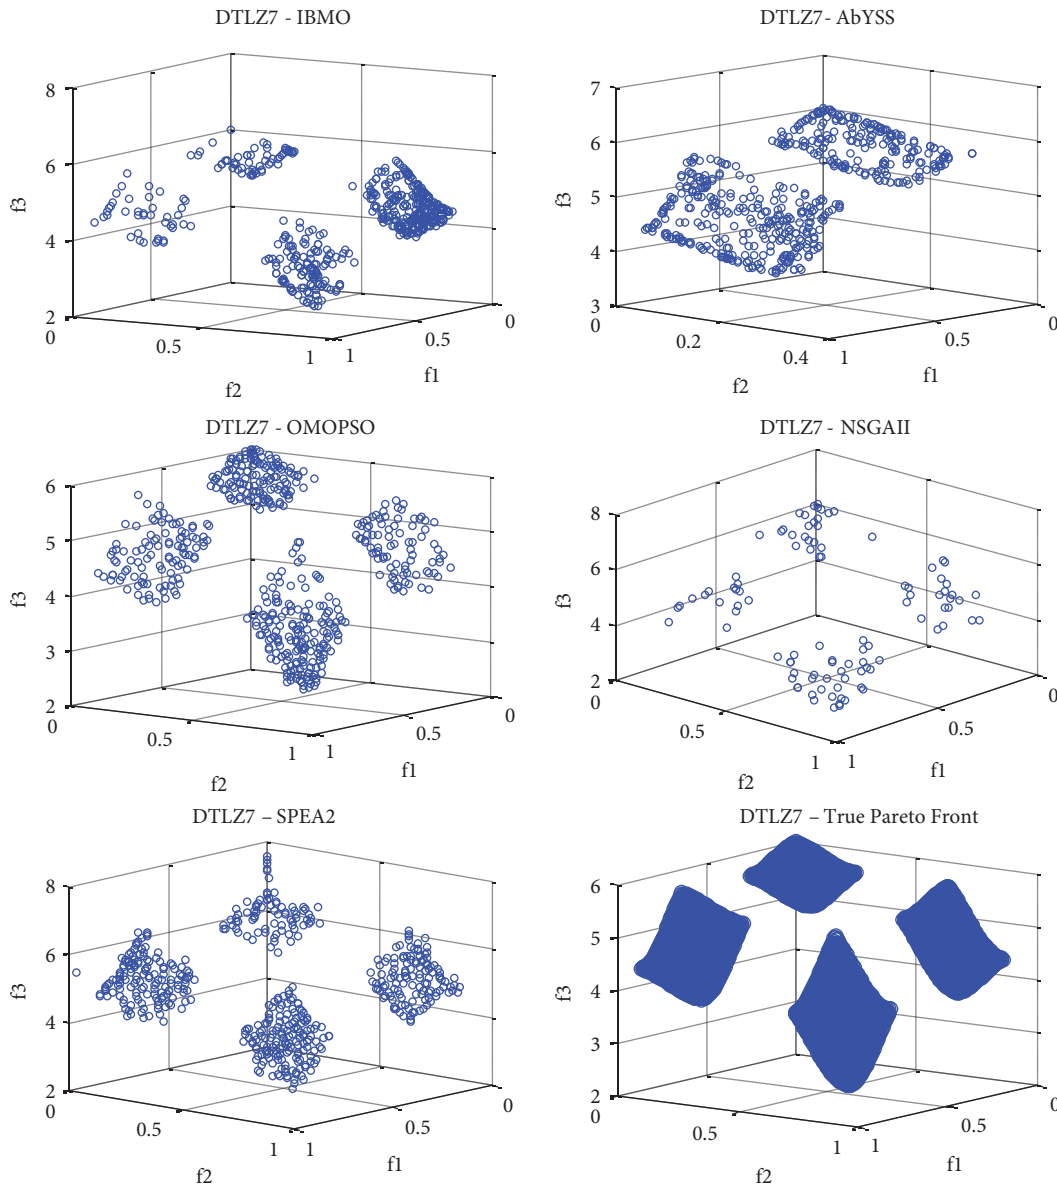 DTLZ7 - IBMO
8
6
f3
4
2
0
0.5
1
1
0.5
0
f2
f1
DTLZ7- AbYSS
7
6
5
f3
4
3
0
0.2
0.4
1
0.5
0
f2
f1
DTLZ7 - OMOPSO
6
5
f3
4
3
2
0
0.5
1
1
0.5
0
f2
f1
DTLZ7 - NSGAII
8
6
f3
4
2
0
0.5
1
1
0.5
0
f2
f1
DTLZ7 – SPEA2
8
6
f3
4
2
0
0.5
1
1
0.5
0
f2
f1
DTLZ7 – True Pareto Front
6
5
f3
4
3
2
0
0.5
1
1
0.5
0
f2
f1